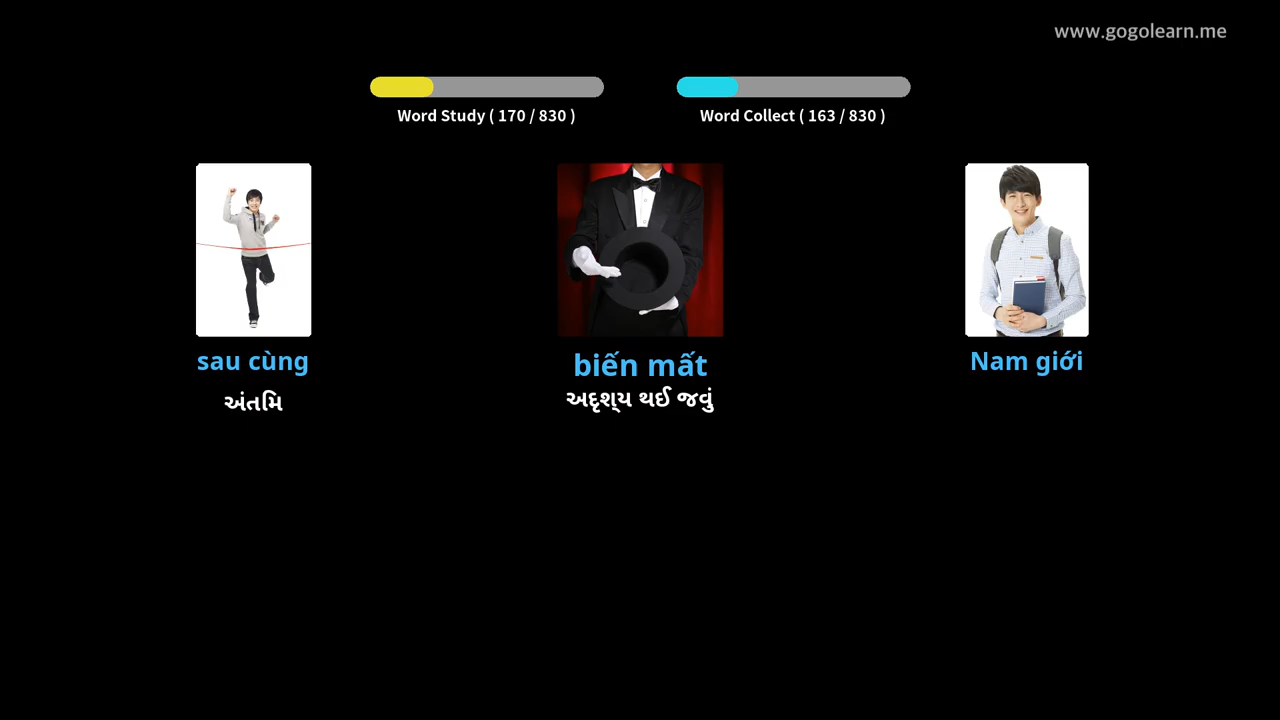 www.gogolearn.me
Word Study ( 170 / 830 )
Word Collect ( 163 / 830 )
sau cùng
biến mất
Nam giới
અંતમિ
અદૃશ્ય થઈ જવું